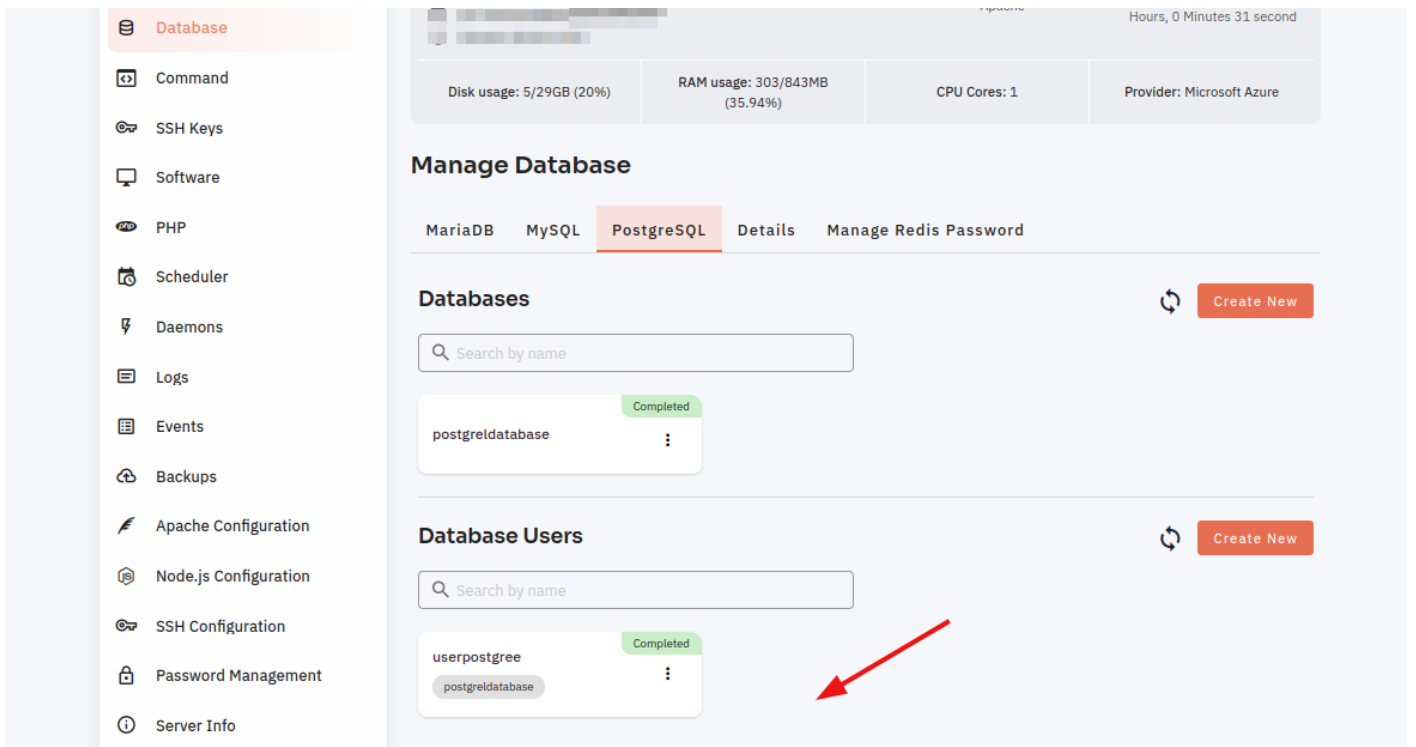 Database
Command
SSH Keys
Software
PHP
Scheduler
Daemons
Logs
Events
Backups
Apache Configuration
Node.js Configuration
SSH Configuration
Password Management
Server Info
Apache
Hours, 0 Minutes 31 second
Disk usage: 5/29GB (20%)
RAM usage: 303/843MB
(35.94%)
CPU Cores: 1
Provider: Microsoft Azure
Manage Database
MariaDB MySQL PostgreSQL Details Manage Redis Password
Databases
Create New
Search by name
Completed
postgreldatabase
Database Users
Create New
Search by name
Completed
userpostgree
postgreldatabase